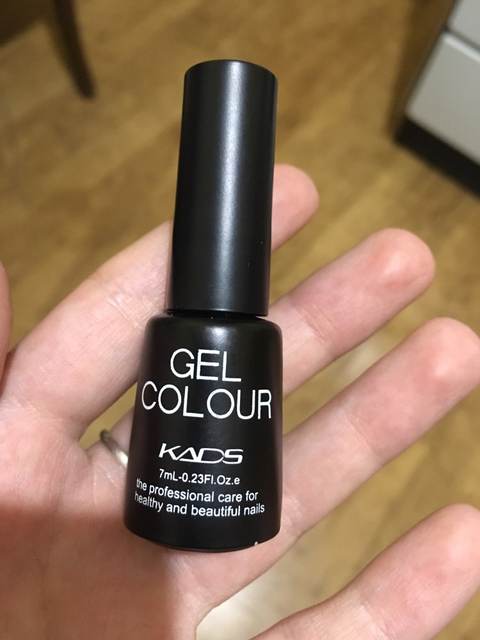 GEL
COLOUR
KADS
7mL-0.23Fl.Oz.e
the professional care for
healthy and beautiful nails